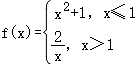 f(x)={x²+1, x≤1
2/x, x>1